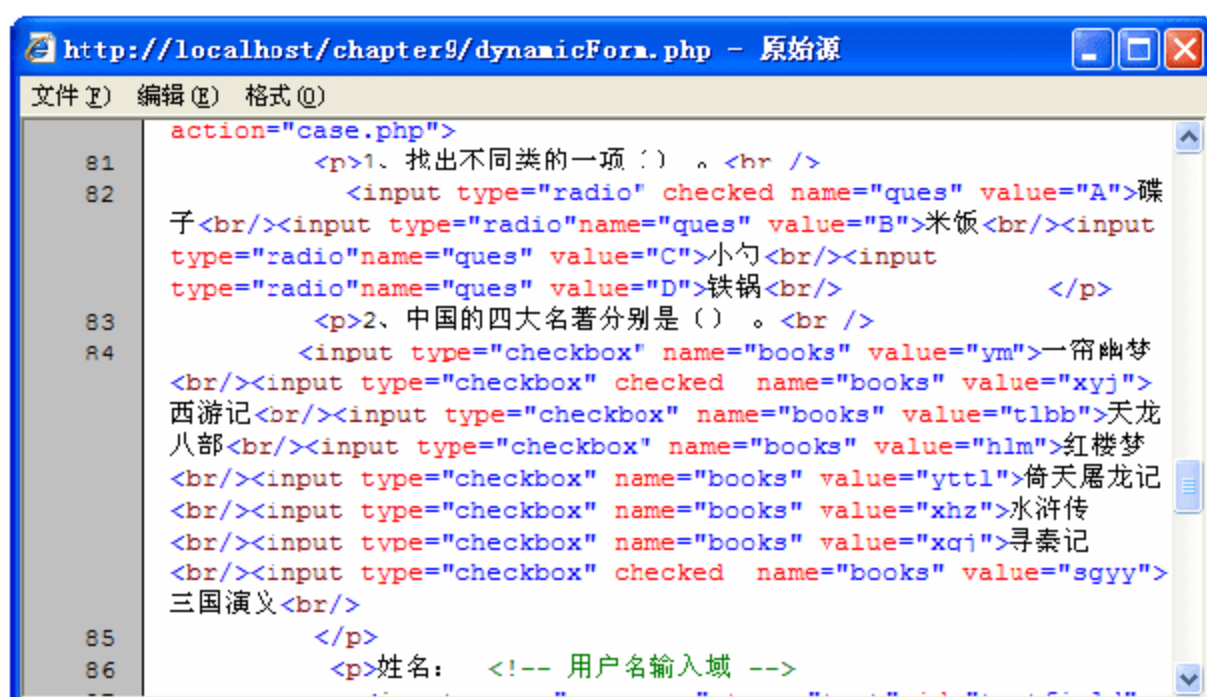 http://localhost/chapter9/dynamicForm.php - 原始源
文件(F) 编辑(E) 格式(O)
action="case.php">
81 <p>1、找出不同类的一项（） 。<br />
82 <input type="radio" checked name="ques" value="A">碟
子<br/><input type="radio"name="ques" value="B">米饭<br/><input
type="radio"name="ques" value="C">小勺<br/><input
type="radio"name="ques" value="D">铁锅<br/> </p>
83 <p>2、中国的四大名著分别是（） 。<br />
84 <input type="checkbox" name="books" value="ym">一帘幽梦
<br/><input type="checkbox" checked name="books" value="xyj">
西游记<br/><input type="checkbox" name="books" value="tlbb">天龙
八部<br/><input type="checkbox" name="books" value="hlm">红楼梦
<br/><input type="checkbox" name="books" value="yttl">倚天屠龙记
<br/><input type="checkbox" name="books" value="xhz">水浒传
<br/><input type="checkbox" name="books" value="xqj">寻秦记
<br/><input type="checkbox" checked name="books" value="sgyy">
三国演义<br/>
85 </p>
86 <p>姓名： <!-- 用户名输入域 -->